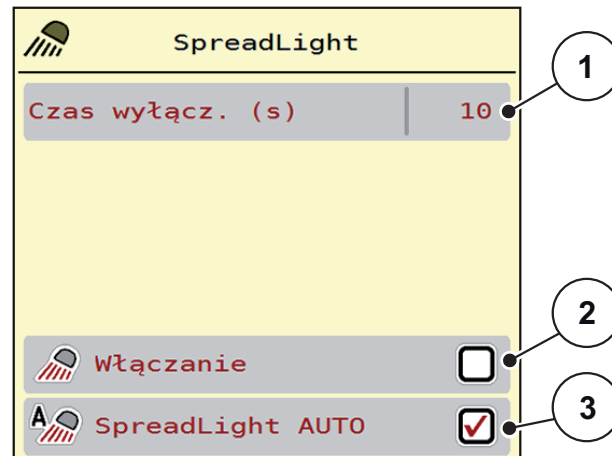 SpreadLight
1
Czas wyłącz. (s) 10
2
Włączanie
A
SpreadLight AUTO
3